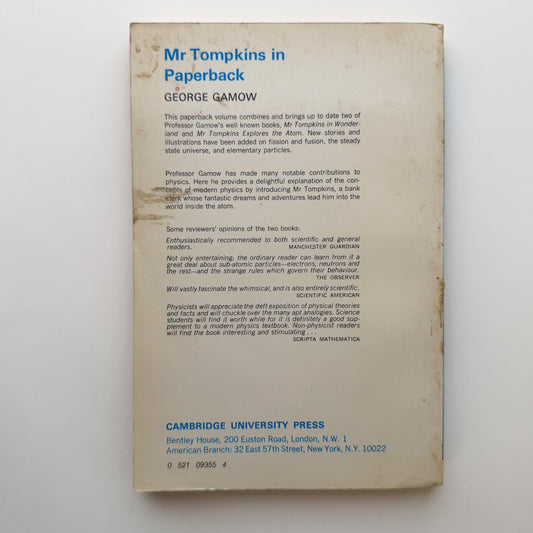 Mr Tompkins in
Paperback
GEORGE GAMOW
This paperback volume combines and brings up to date two of
Professor Gamow's well known books, Mr Tompkins in Wonder-
land and Mr Tompkins Explores the Atom. New stories and
illustrations have been added on fission and fusion, the steady
state universe, and elementary particles.
Professor Gamow has made many notable contributions to
physics. Here he provides a delightful explanation of the con-
cepts of modern physics by introducing Mr Tompkins, a bank
clerk whose fantastic dreams and adventures lead him into the
world inside the atom.
Some reviewers' opinions of the two books:
Enthusiastically recommended to both scientific and general
readers. MANCHESTER GUARDIAN
Not only entertaining; the ordinary reader can learn from it a
great deal about sub-atomic particles—electrons, neutrons and
the rest—and the strange rules which govern their behaviour.
THE OBSERVER
Will vastly fascinate the whimsical, and is also entirely scientific.
SCIENTIFIC AMERICAN
Physicists will appreciate the deft exposition of physical theories
and facts and will chuckle over the many apt analogies. Science
students will find it worth while for it is definitely a good sup-
plement to a modern physics textbook. Non-physicist readers
will find the book interesting and stimulating . . .
SCRIPTA MATHEMATICA
CAMBRIDGE UNIVERSITY PRESS
Bentley House, 200 Euston Road, London, N.W. 1
American Branch: 32 East 57th Street, New York, N.Y. 10022
0 521 09355 4